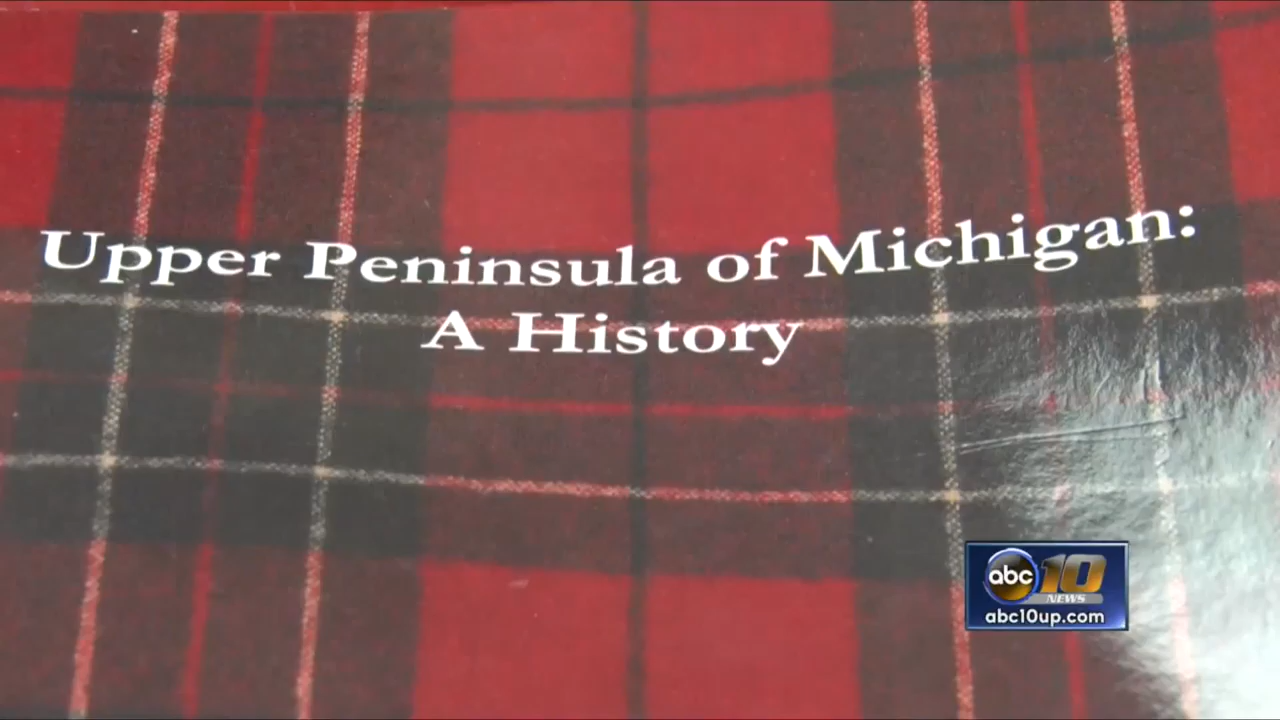 Upper Peninsula of Michigan:
A History
abc 10
NEWS
abc10up.com